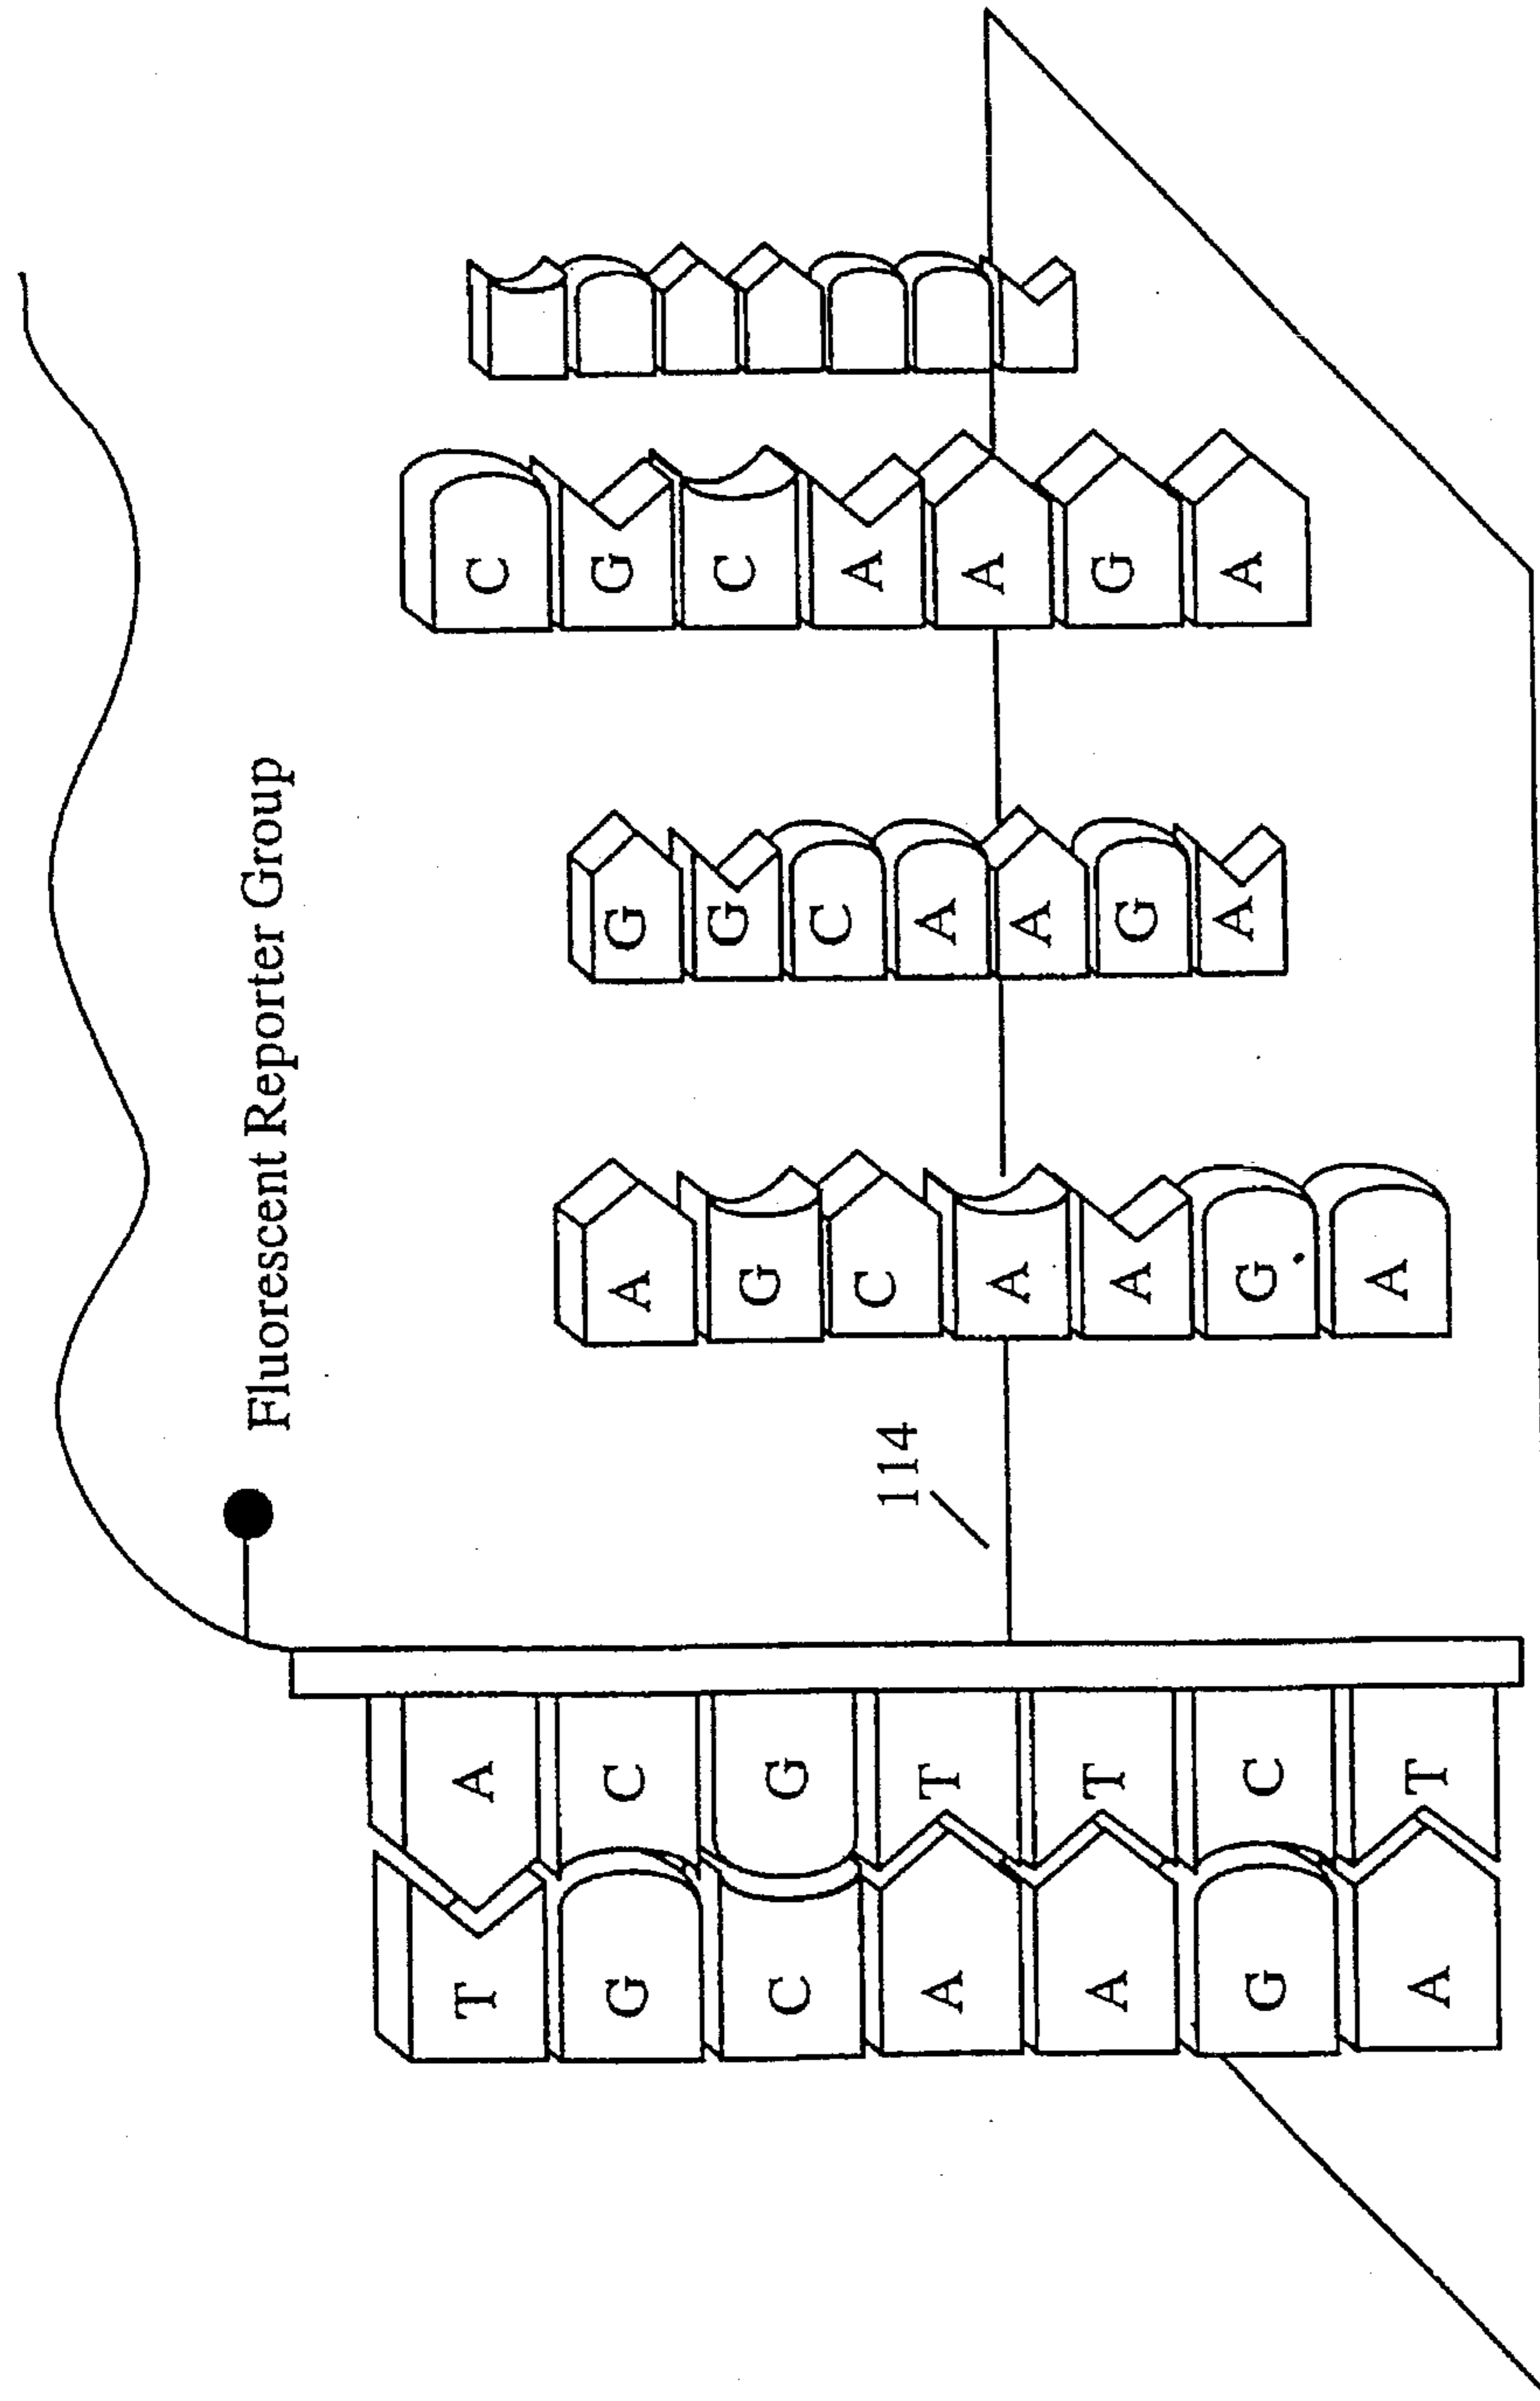 Fluorescent Reporter Group
114
T G C A A G A
A C G T T C T
A G C A A G A
G G C A A G A
C G C A A G A